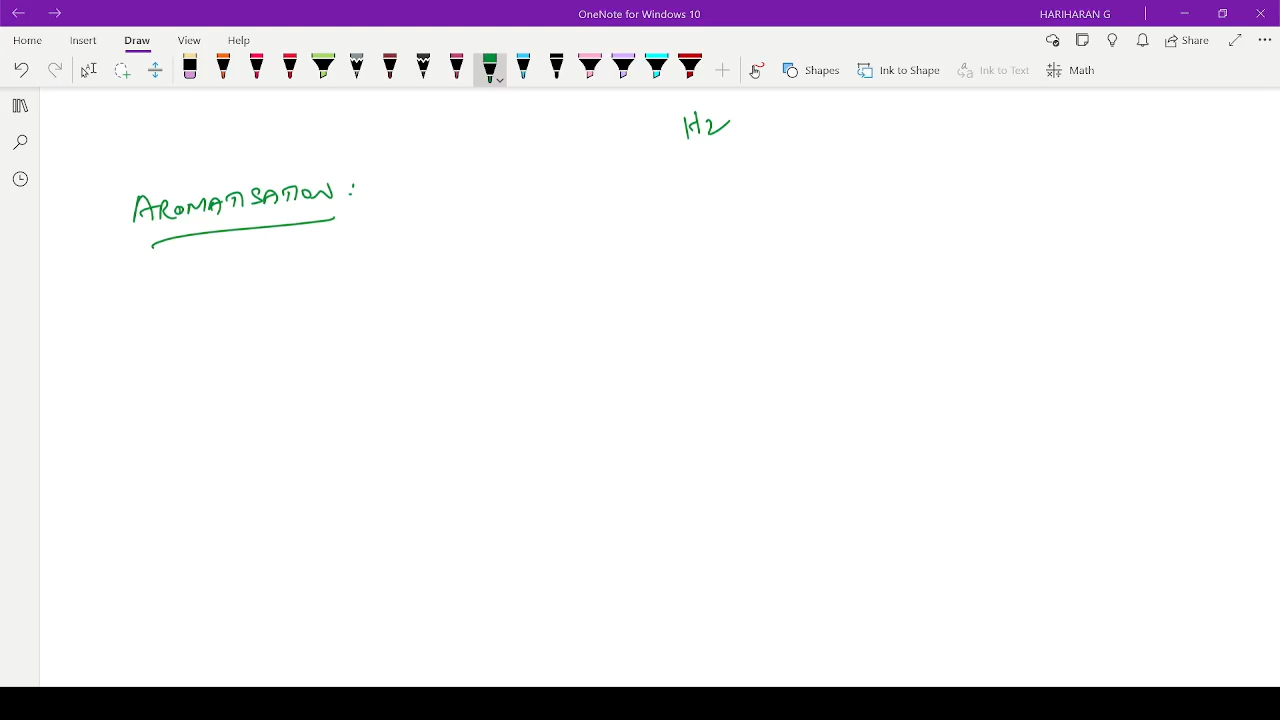 OneNote for Windows 10
HARIHARAN G
Home Insert Draw View Help
Share
Shapes Ink to Shape Ink to Text Math
H2
AROMATISATION :